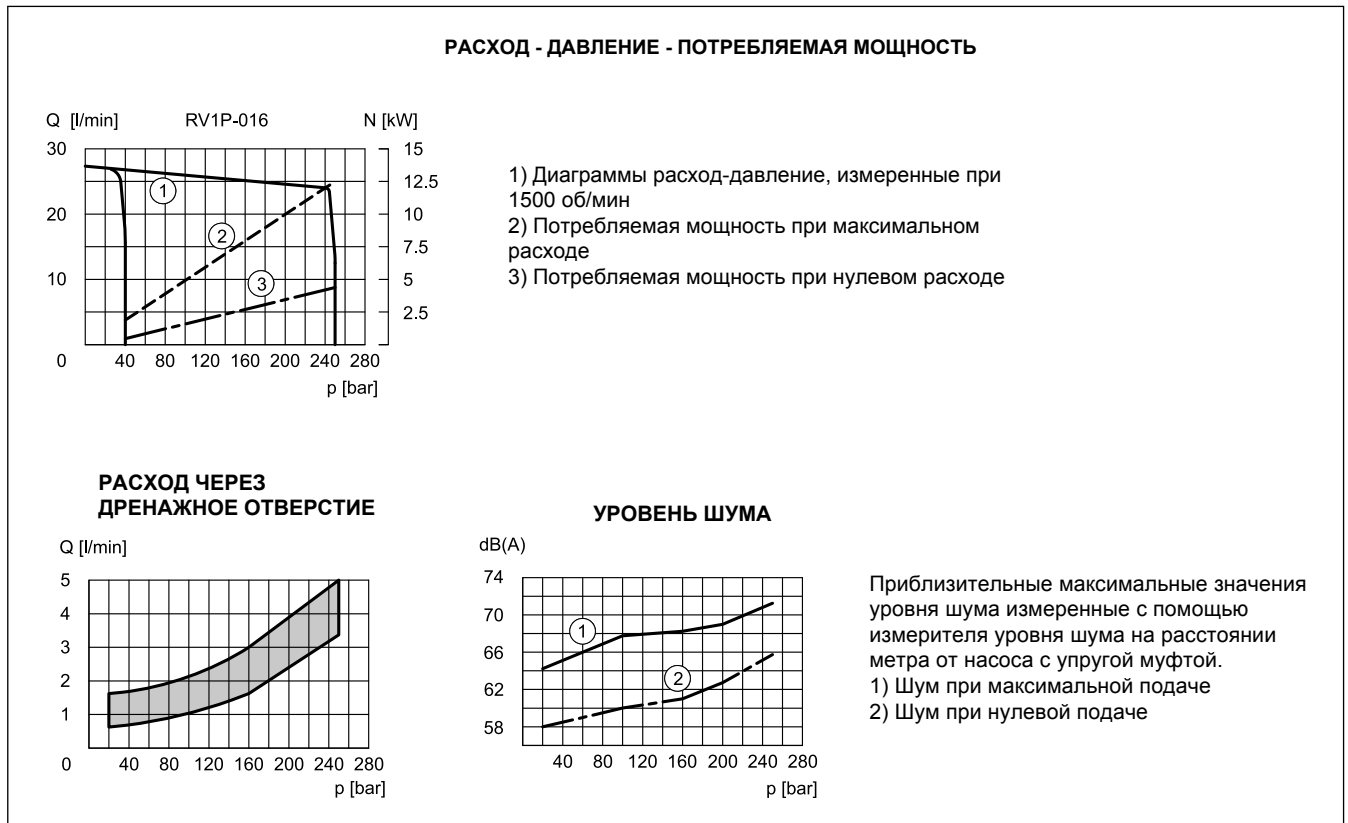 РАСХОД - ДАВЛЕНИЕ - ПОТРЕБЛЯЕМАЯ МОЩНОСТЬ
Q [l/min] RV1P-016 N [kW]
30 15
12.5
20 10
7.5
10 5
2.5
1
2
3
0 40 80 120 160 200 240 280
p [bar]
1) Диаграммы расход-давление, измеренные при
1500 об/мин
2) Потребляемая мощность при максимальном
расходе
3) Потребляемая мощность при нулевом расходе
РАСХОД ЧЕРЕЗ
ДРЕНАЖНОЕ ОТВЕРСТИЕ
Q [l/min]
5
4
3
2
1
0 40 80 120 160 200 240 280
p [bar]
УРОВЕНЬ ШУМА
dB(A)
74
70
66
62
58
1
2
40 80 120 160 200 240 280
p [bar]
Приблизительные максимальные значения
уровня шума измеренные с помощью
измерителя уровня шума на расстоянии
метра от насоса с упругой муфтой.
1) Шум при максимальной подаче
2) Шум при нулевой подаче